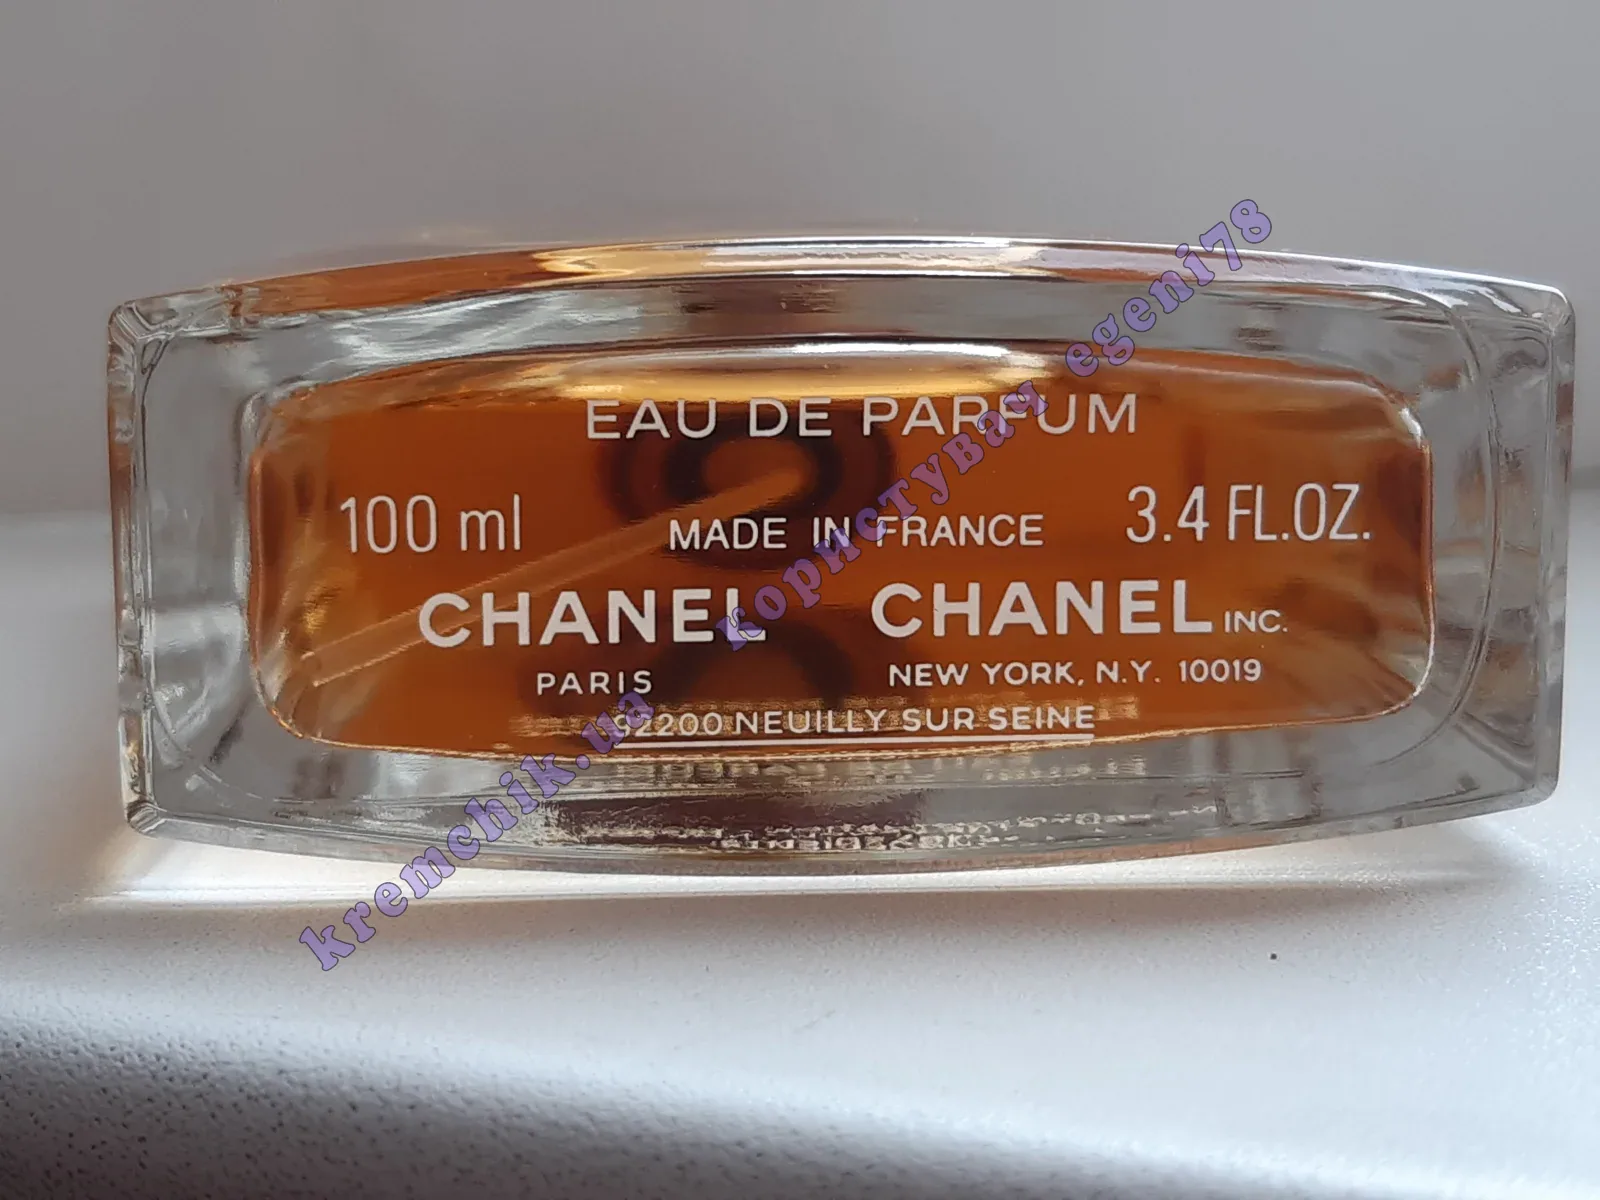 EAU DE PARFUM
100 ml
MADE IN FRANCE
3.4 FL.OZ.
CHANEL
PARIS
CHANEL INC.
NEW YORK, N.Y. 10019
92200 NEUILLY SUR SEINE
kremchik.ua користувач egeni78